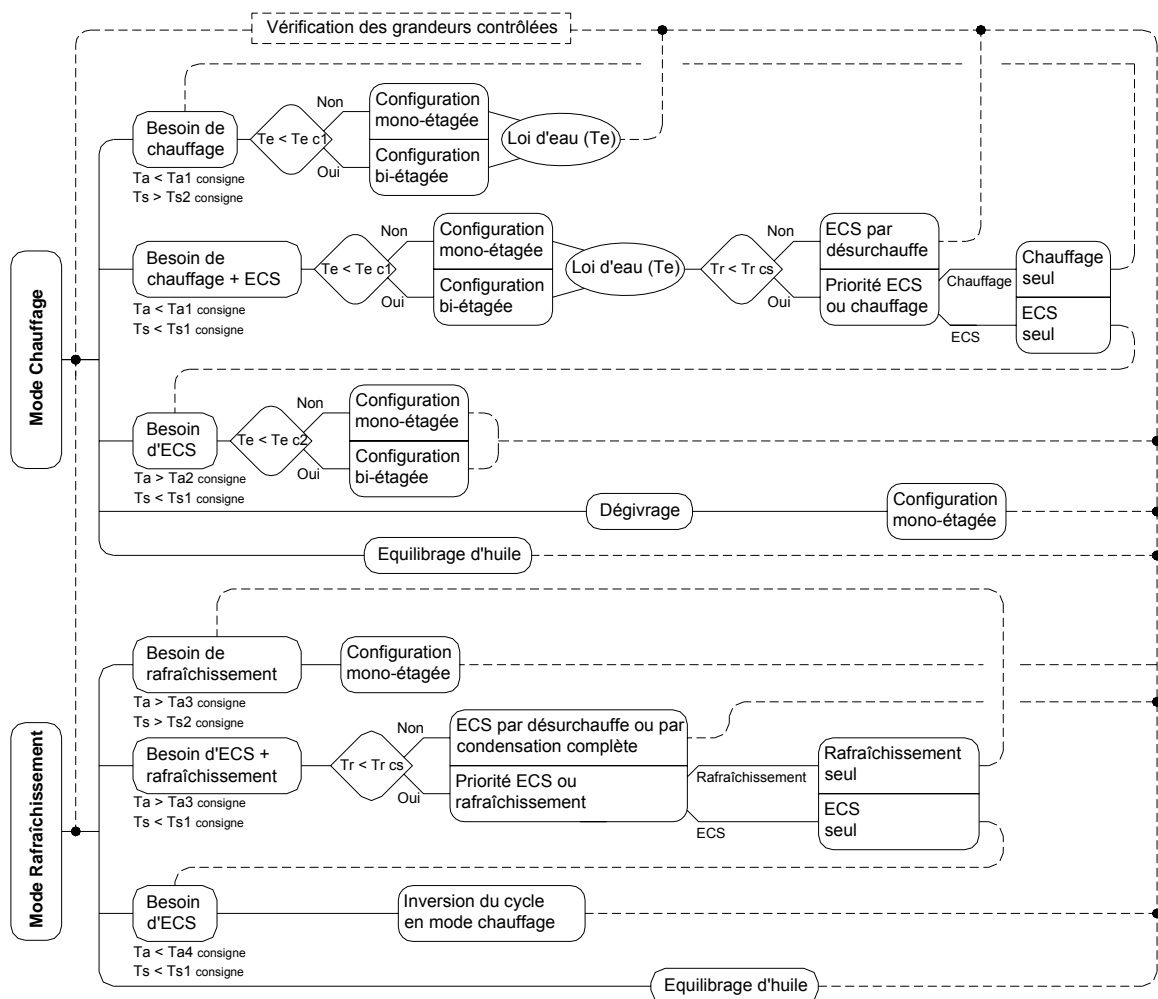 Vérification des grandeurs contrôlées
Mode Chauffage
Besoin de
chauffage
Ta < Ta1 consigne
Ts > Ts2 consigne
Te < Te c1
Non
Oui
Configuration
mono-étagée
Configuration
bi-étagée
Loi d'eau (Te)
Besoin de
chauffage + ECS
Ta < Ta1 consigne
Ts < Ts1 consigne
Te < Te c1
Non
Oui
Configuration
mono-étagée
Configuration
bi-étagée
Loi d'eau (Te)
Tr < Tr cs
Non
Oui
ECS par
désurchauffe
Priorité ECS
ou chauffage
Chauffage
ECS
Chauffage
seul
ECS
seul
Besoin
d'ECS
Ta > Ta2 consigne
Ts < Ts1 consigne
Te < Te c2
Non
Oui
Configuration
mono-étagée
Configuration
bi-étagée
Dégivrage
Configuration
mono-étagée
Equilibrage d'huile
Mode Rafraîchissement
Besoin de
rafraîchissement
Ta > Ta3 consigne
Ts > Ts2 consigne
Configuration
mono-étagée
Besoin d'ECS +
rafraîchissement
Ta > Ta3 consigne
Ts < Ts1 consigne
Tr < Tr cs
Non
Oui
ECS par désurchauffe ou par
condensation complète
Priorité ECS ou
rafraîchissement
Rafraîchissement
ECS
Rafraîchissement
seul
ECS
seul
Besoin
d'ECS
Ta < Ta4 consigne
Ts < Ts1 consigne
Inversion du cycle
en mode chauffage
Equilibrage d'huile